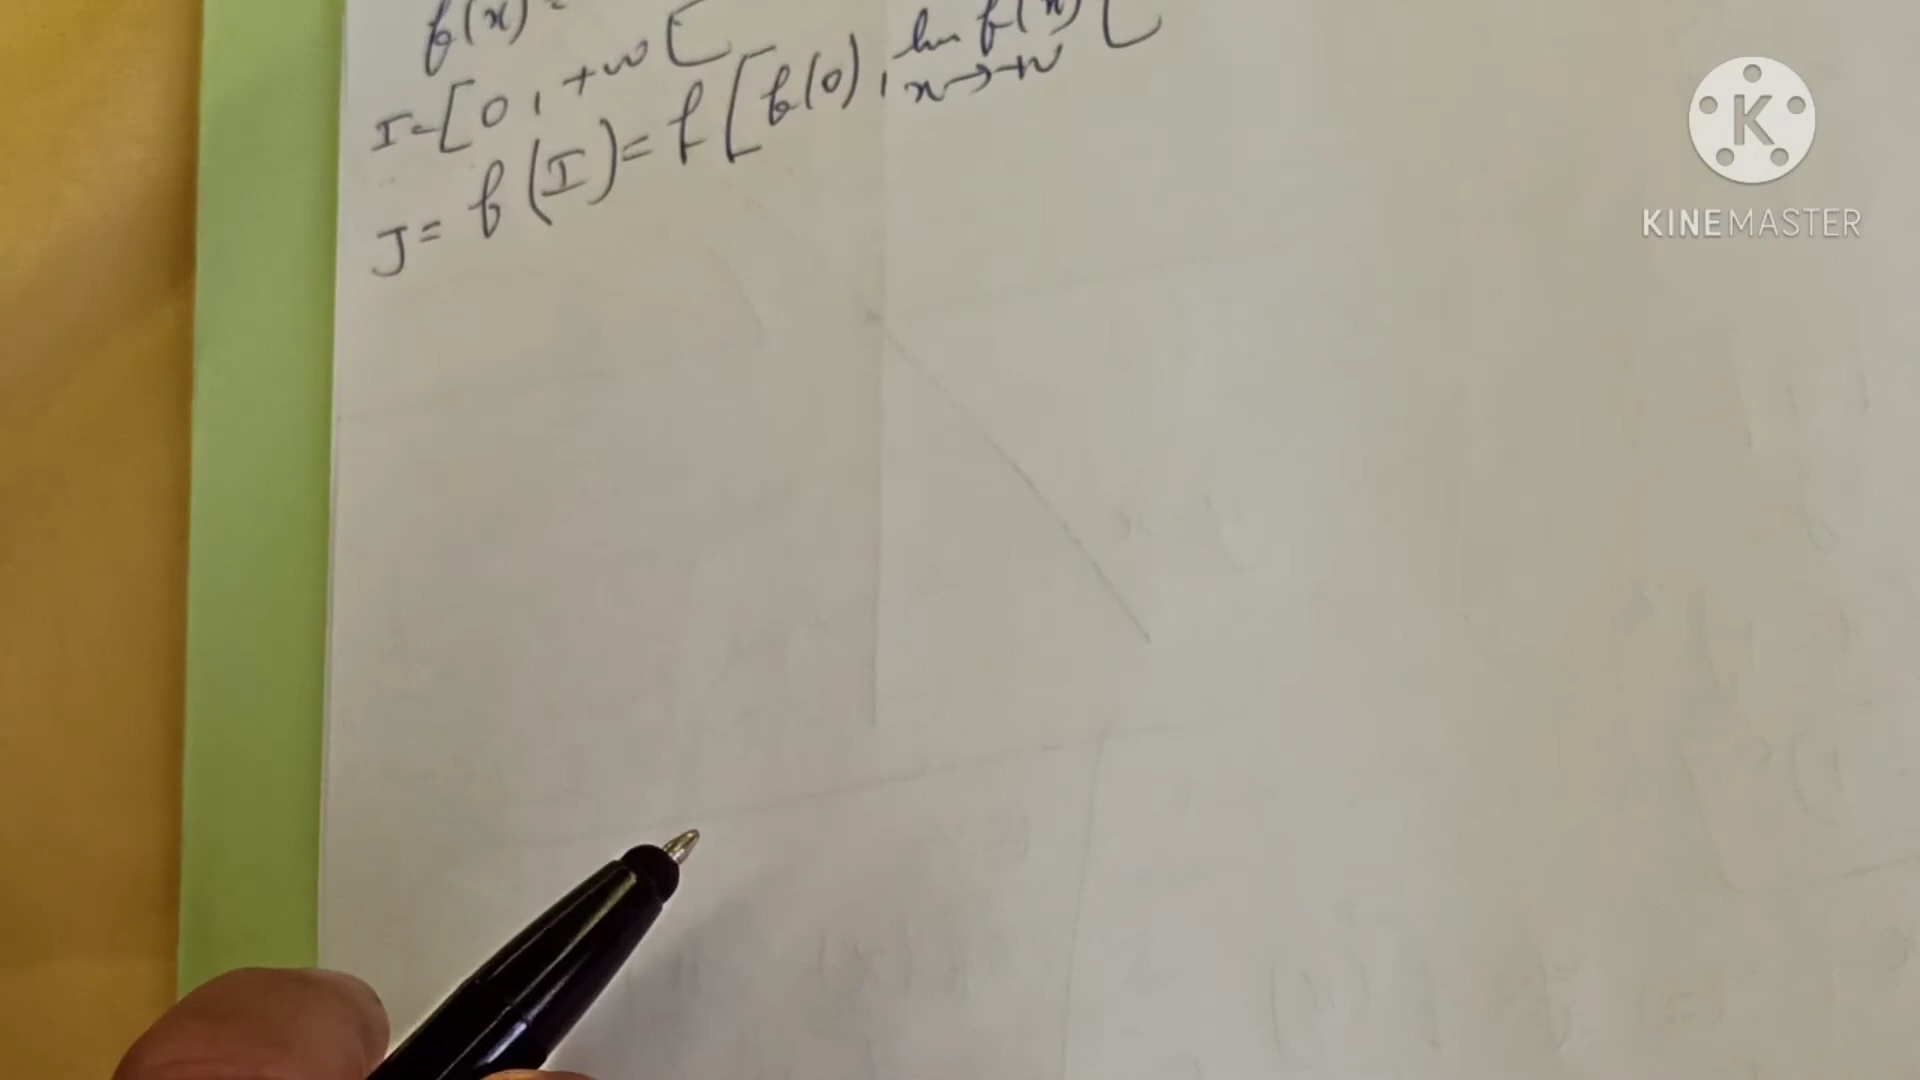 f(x) =
I = [0, +∞[
J = f(I) = f [f(0), lim f(x) [
x→+∞
K
KINEMASTER